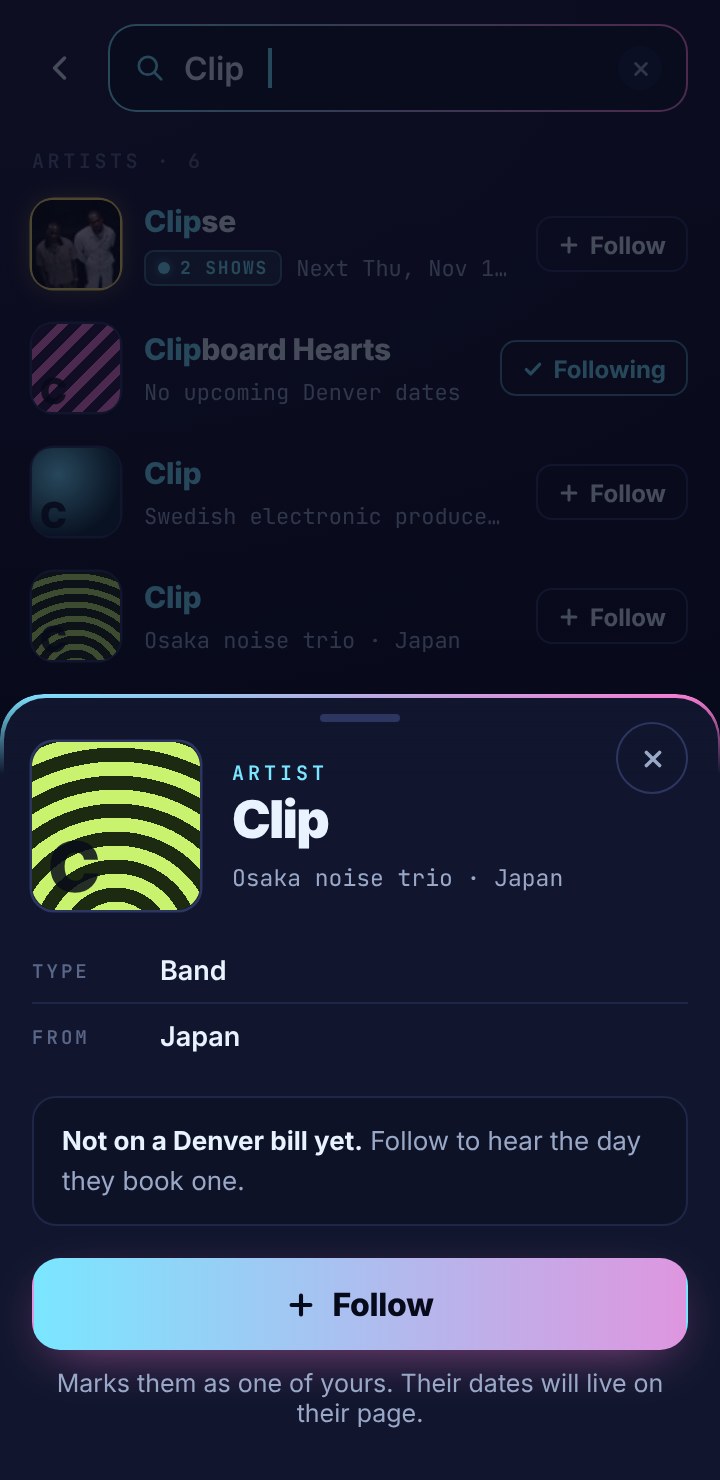 Clip
ARTISTS · 6
Clipse
2 SHOWS Next Thu, Nov 1…
+ Follow
C
Clipboard Hearts
No upcoming Denver dates
Following
C
Clip
Swedish electronic produce…
+ Follow
C
Clip
Osaka noise trio · Japan
+ Follow
C
ARTIST
Clip
Osaka noise trio · Japan
TYPE Band
FROM Japan
Not on a Denver bill yet. Follow to hear the day
they book one.
+ Follow
Marks them as one of yours. Their dates will live on
their page.